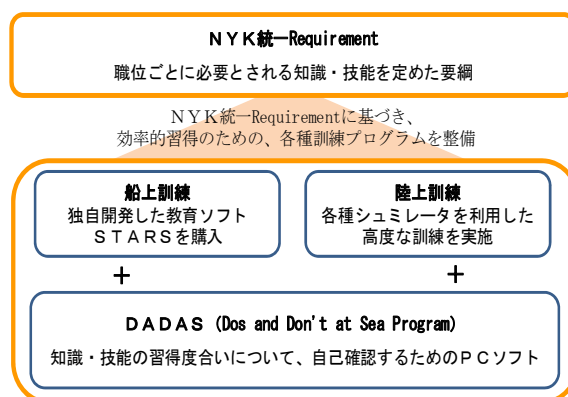 NYK統一Requirement
職位ごとに必要とされる知識・技能を定めた要綱
NYK統一Requirementに基づき、
効率的習得のための、各種訓練プログラムを整備
船上訓練
独自開発した教育ソフト
STARSを購入
陸上訓練
各種シュミレータを利用した
高度な訓練を実施
+
+
DADAS (Dos and Don't at Sea Program)
知識・技能の習得度合いについて、自己確認するためのPCソフト